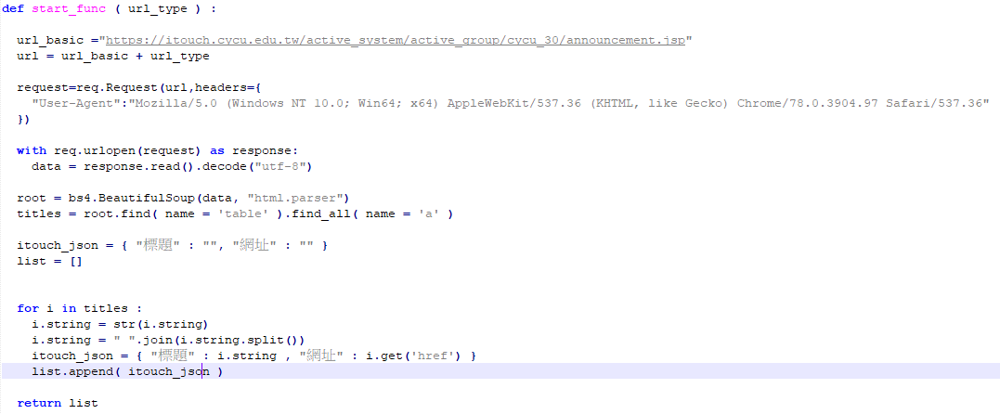 def start_func ( url_type ) :
url_basic ="https://itouch.cycu.edu.tw/active_system/active_group/cycu_30/announcement.jsp"
url = url_basic + url_type
request=req.Request(url,headers={
"User-Agent":"Mozilla/5.0 (Windows NT 10.0; Win64; x64) AppleWebKit/537.36 (KHTML, like Gecko) Chrome/78.0.3904.97 Safari/537.36"
})
with req.urlopen(request) as response:
data = response.read().decode("utf-8")
root = bs4.BeautifulSoup(data, "html.parser")
titles = root.find( name = 'table' ).find_all( name = 'a' )
itouch_json = { "標題" : "", "網址" : "" }
list = []
for i in titles :
i.string = str(i.string)
i.string = " ".join(i.string.split())
itouch_json = { "標題" : i.string , "網址" : i.get('href') }
list.append( itouch_json )
return list